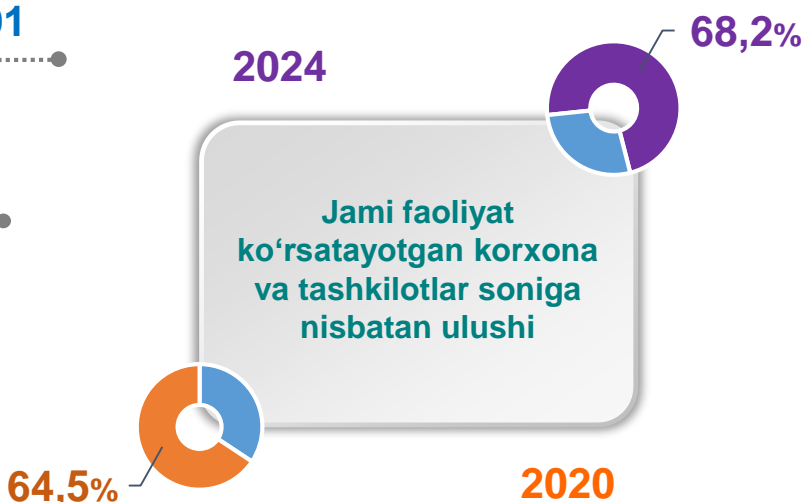 2024
68,2%
Jami faoliyat
ko‘rsatayotgan korxona
va tashkilotlar soniga
nisbatan ulushi
64,5%
2020